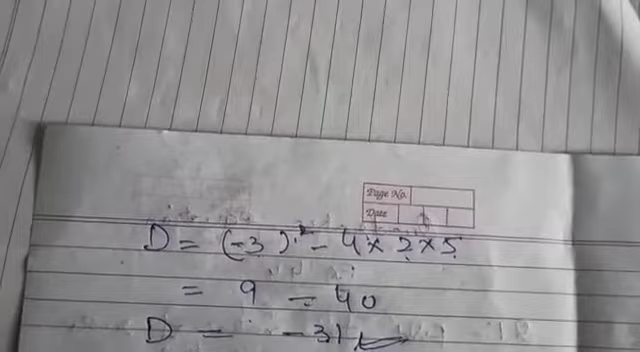 Page No.
Date
D = (-3)² - 4 × 2 × 5
= 9 - 40
D = -31